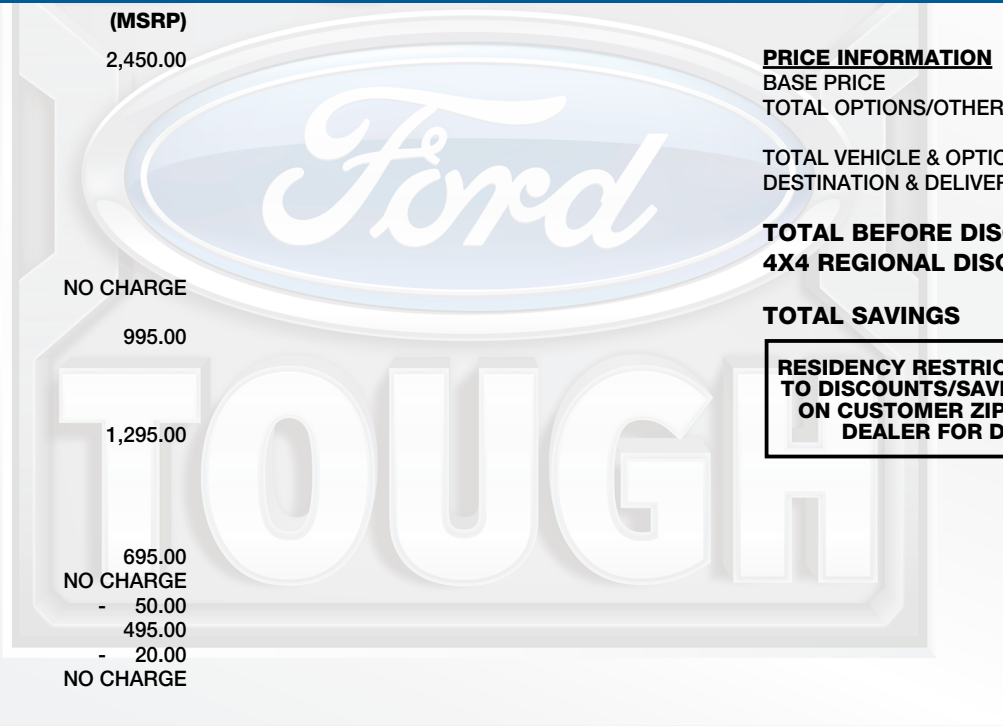 (MSRP)
2,450.00
NO CHARGE
995.00
1,295.00
695.00
NO CHARGE
- 50.00
495.00
- 20.00
NO CHARGE
PRICE INFORMATION
BASE PRICE
TOTAL OPTIONS/OTHER
TOTAL VEHICLE & OPTIO
DESTINATION & DELIVER
TOTAL BEFORE DISC
4X4 REGIONAL DISC
TOTAL SAVINGS
RESIDENCY RESTRIC
TO DISCOUNTS/SAVI
ON CUSTOMER ZIP
DEALER FOR D
Ford
TOUGH